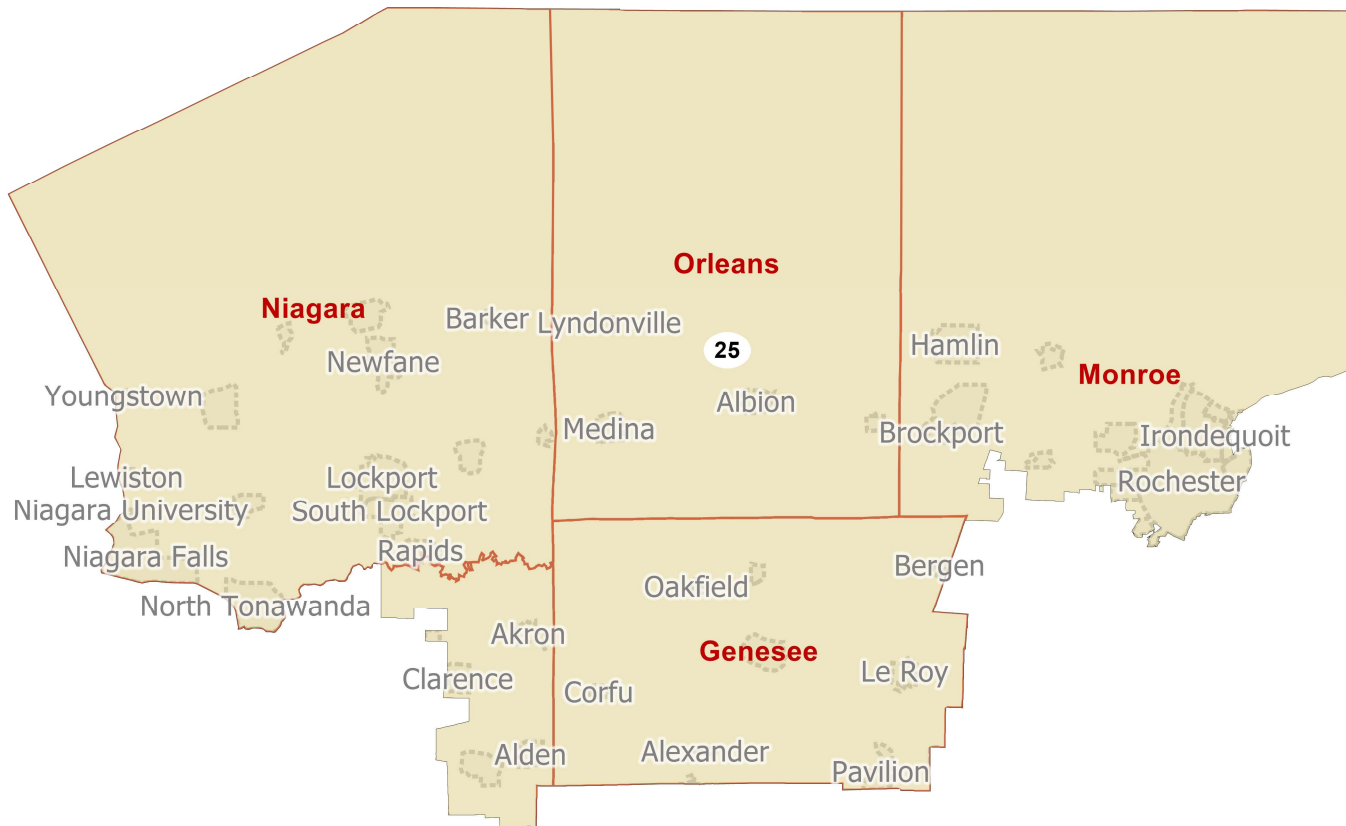 Orleans
Niagara
Barker
Lyndonville
25
Hamlin
Newfane
Monroe
Youngstown
Albion
Medina
Brockport
Irondequoit
Lewiston
Lockport
Rochester
Niagara University
South Lockport
Niagara Falls
Rapids
Bergen
Oakfield
North Tonawanda
Akron
Genesee
Le Roy
Clarence
Corfu
Alden
Alexander
Pavilion